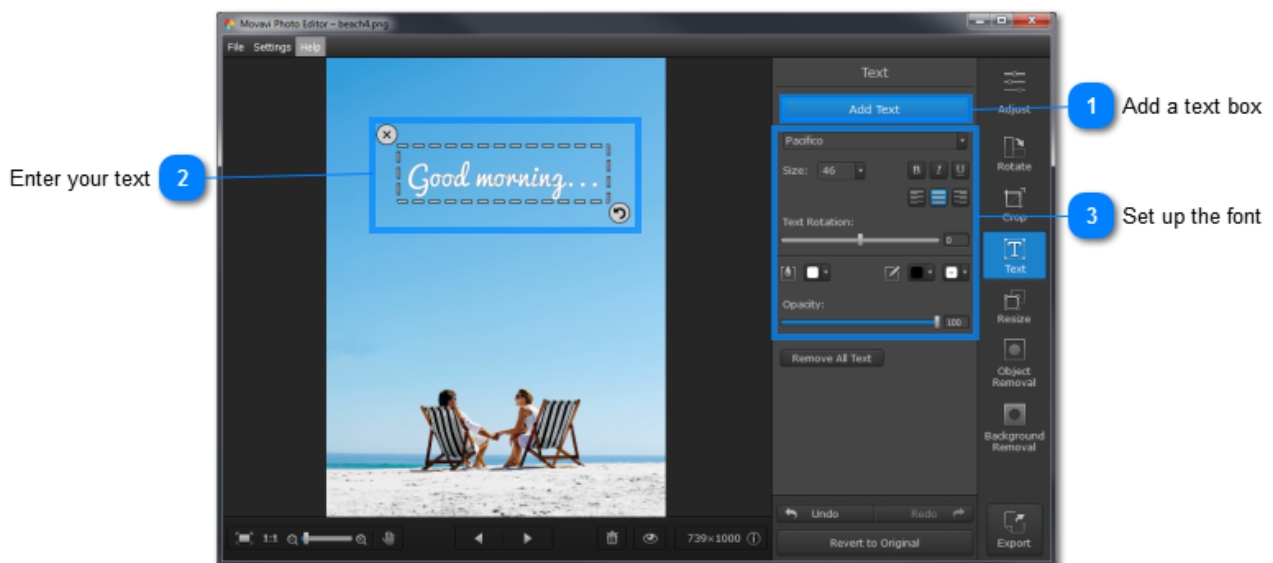 Movavi Photo Editor – beach4.png
File Settings Help
Text
Add Text
1 Add a text box
Adjust
Pacifico
Size: 46 B I U
Rotate
Enter your text 2
Good morning...
Text Rotation:
0
3 Set up the font
Crop
T
Text
Opacity:
100
Resize
Remove All Text
Object
Removal
Background
Removal
Undo Redo
1:1
739×1000
Revert to Original
Export